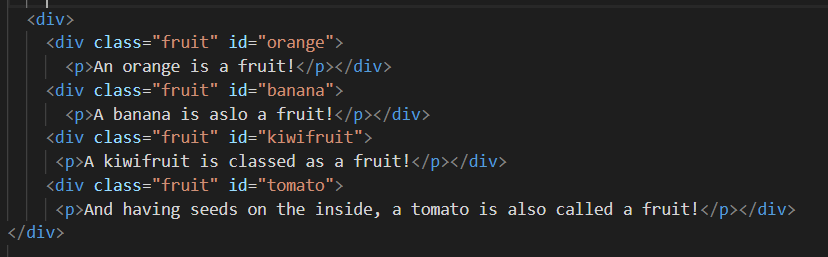 <div>
<div class="fruit" id="orange">
<p>An orange is a fruit!</p></div>
<div class="fruit" id="banana">
<p>A banana is aslo a fruit!</p></div>
<div class="fruit" id="kiwifruit">
<p>A kiwifruit is classed as a fruit!</p></div>
<div class="fruit" id="tomato">
<p>And having seeds on the inside, a tomato is also called a fruit!</p></div>
</div>